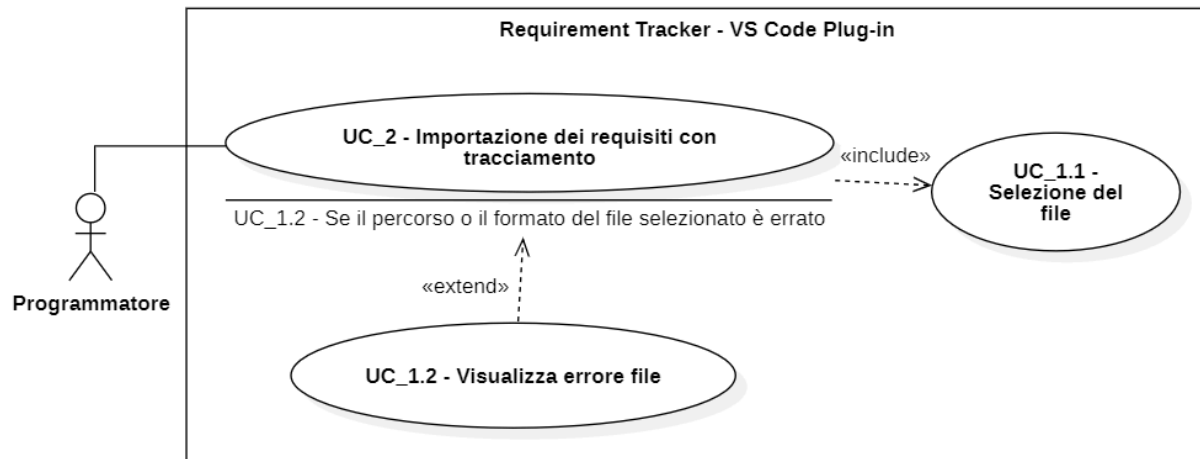 Requirement Tracker - VS Code Plug-in
UC_2 - Importazione dei requisiti con
tracciamento
«include»
UC_1.1 -
Selezione del
file
UC_1.2 - Se il percorso o il formato del file selezionato è errato
«extend»
Programmatore
UC_1.2 - Visualizza errore file